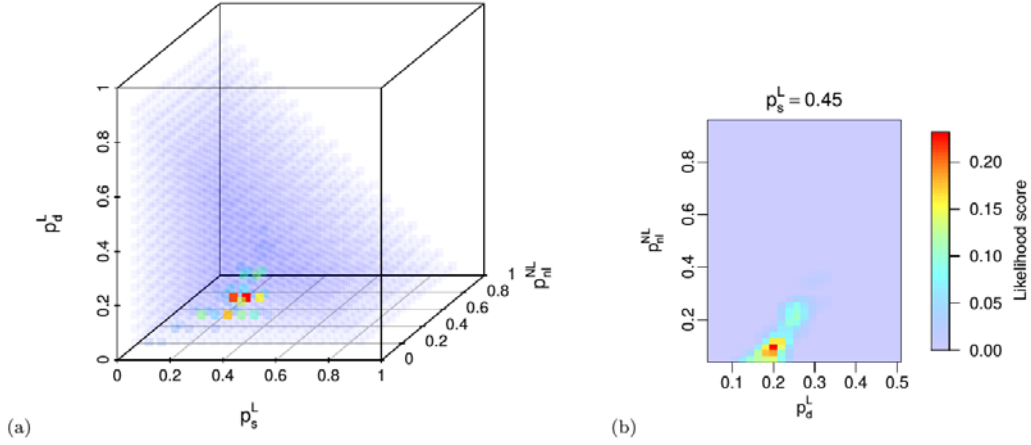 1
0.8
0.6
0.4
0.2
0
p_d^L
0 0.2 0.4 0.6 0.8 1
p_s^L
0 0.2 0.4 0.6 0.8 1
p_nl^NL
(a)
p_s^L = 0.45
0.8
0.6
0.4
0.2
p_nl^NL
0.1 0.2 0.3 0.4 0.5
p_d^L
0.20
0.15
0.10
0.05
0.00
Likelihood score
(b)